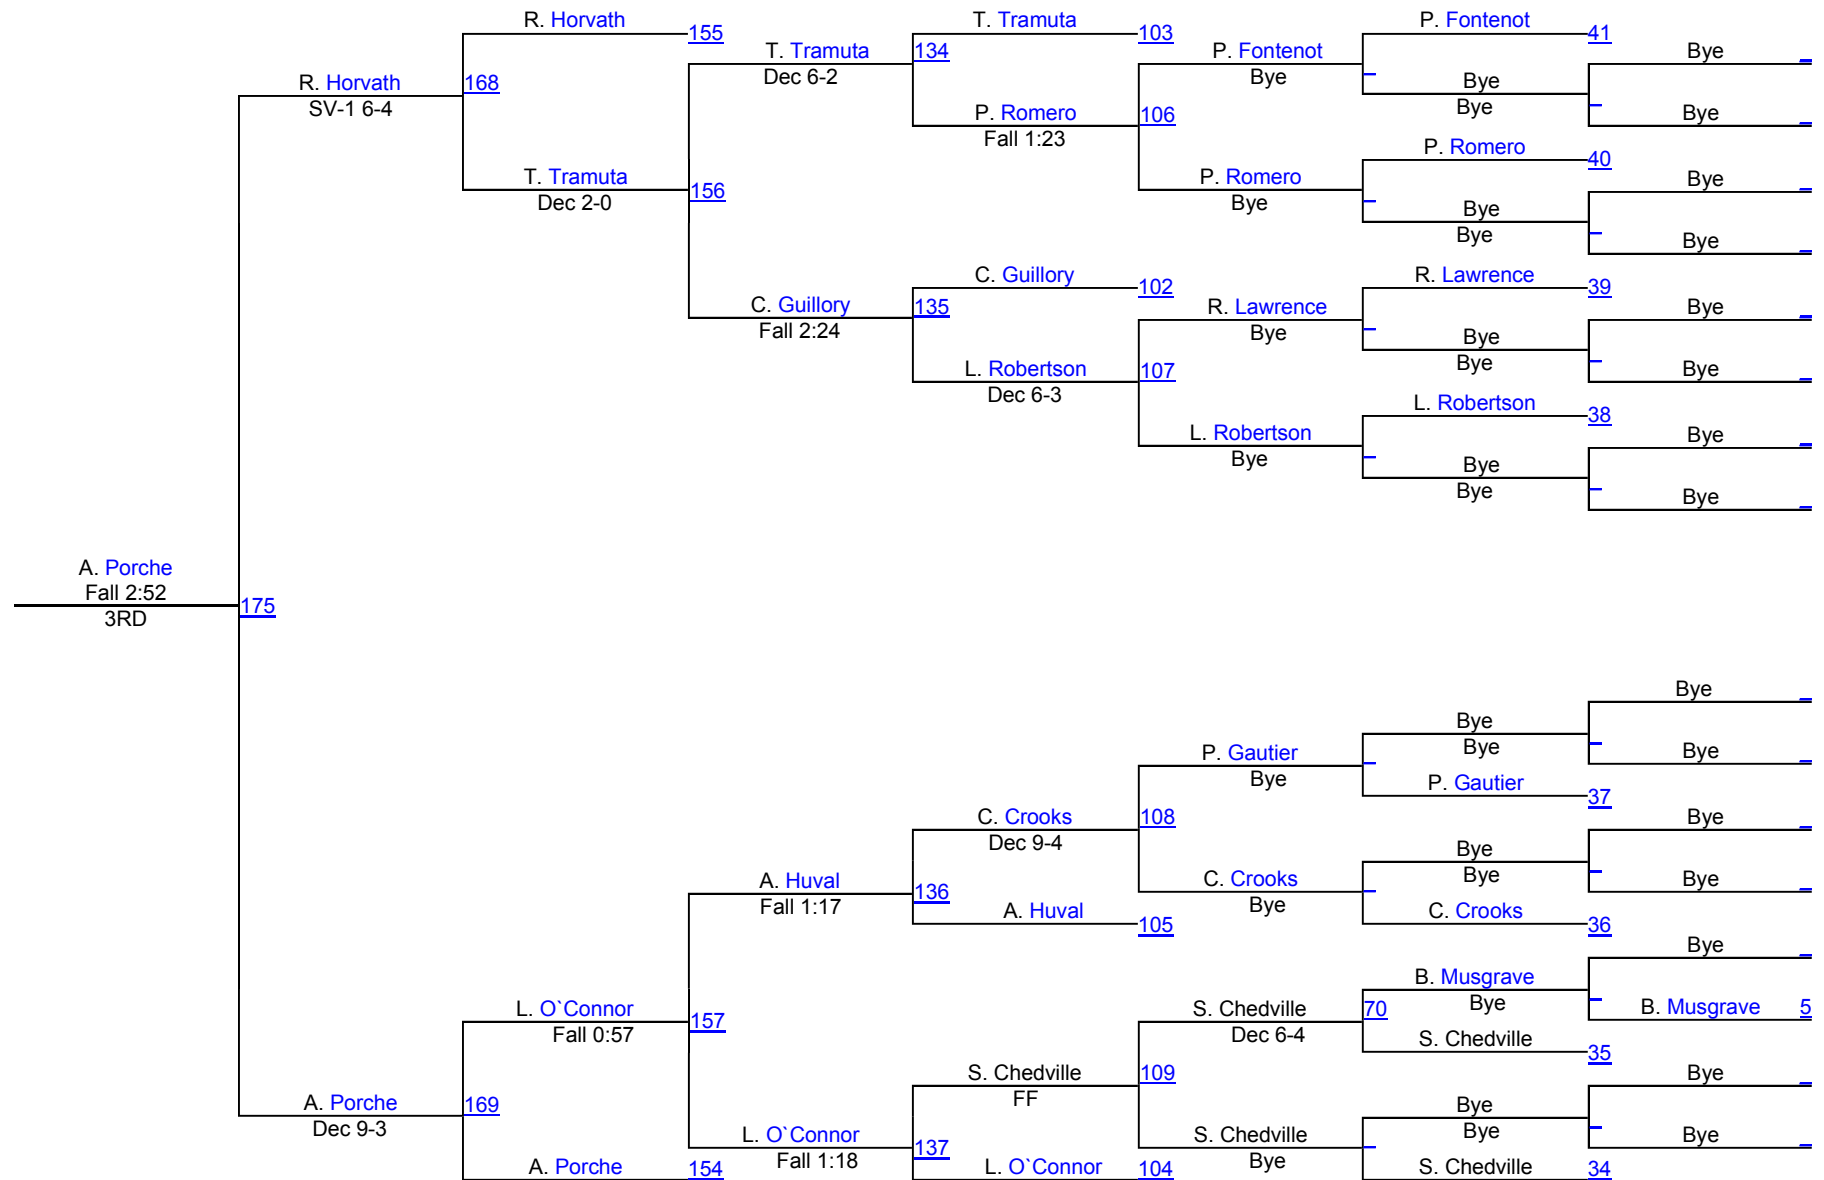 R. Horvath
155
T. Tramuta
103
P. Fontenot
41
Bye
T. Tramuta
Dec 6-2
134
P. Fontenot
Bye
Bye
Bye
Bye
R. Horvath
SV-1 6-4
168
P. Romero
Fall 1:23
106
P. Romero
40
Bye
T. Tramuta
Dec 2-0
156
P. Romero
Bye
Bye
Bye
Bye
C. Guillory
102
R. Lawrence
39
Bye
C. Guillory
Fall 2:24
135
R. Lawrence
Bye
Bye
Bye
Bye
L. Robertson
Dec 6-3
107
L. Robertson
38
Bye
L. Robertson
Bye
Bye
Bye
Bye
A. Porche
Fall 2:52
3RD
175
Bye
Bye
Bye
Bye
P. Gautier
Bye
P. Gautier
37
C. Crooks
Dec 9-4
108
Bye
Bye
Bye
Bye
A. Huval
Fall 1:17
136
C. Crooks
Bye
A. Huval
105
C. Crooks
36
Bye
L. O`Connor
Fall 0:57
157
S. Chedville
Dec 6-4
70
B. Musgrave
Bye
B. Musgrave 5
S. Chedville
35
S. Chedville
FF
109
Bye
A. Porche
Dec 9-3
169
Bye
Bye
Bye
L. O`Connor
Fall 1:18
137
S. Chedville
Bye
A. Porche
154
L. O`Connor
104
S. Chedville
34